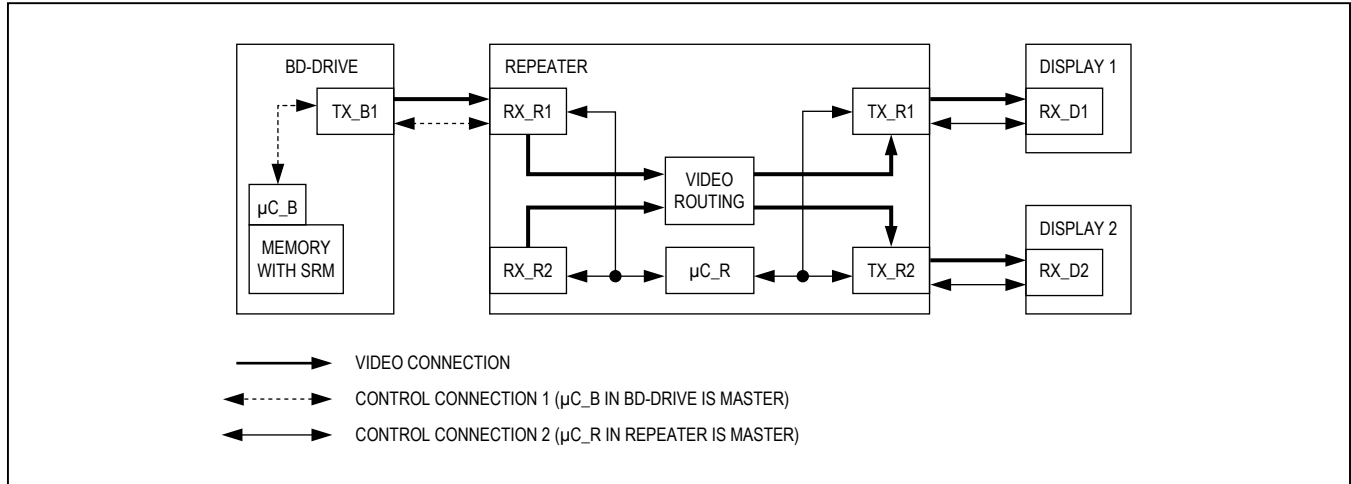 BD-DRIVE
TX_B1
µC_B
MEMORY
WITH SRM
REPEATER
RX_R1
RX_R2
VIDEO
ROUTING
µC_R
TX_R1
TX_R2
DISPLAY 1
RX_D1
DISPLAY 2
RX_D2
VIDEO CONNECTION
CONTROL CONNECTION 1 (µC_B IN BD-DRIVE IS MASTER)
CONTROL CONNECTION 2 (µC_R IN REPEATER IS MASTER)